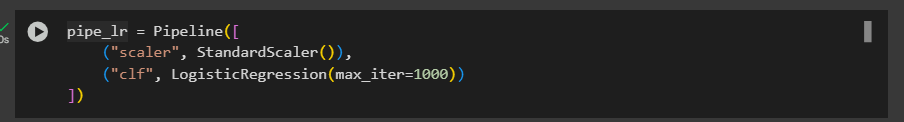 pipe_lr = Pipeline([
("scaler", StandardScaler()),
("clf", LogisticRegression(max_iter=1000))
])